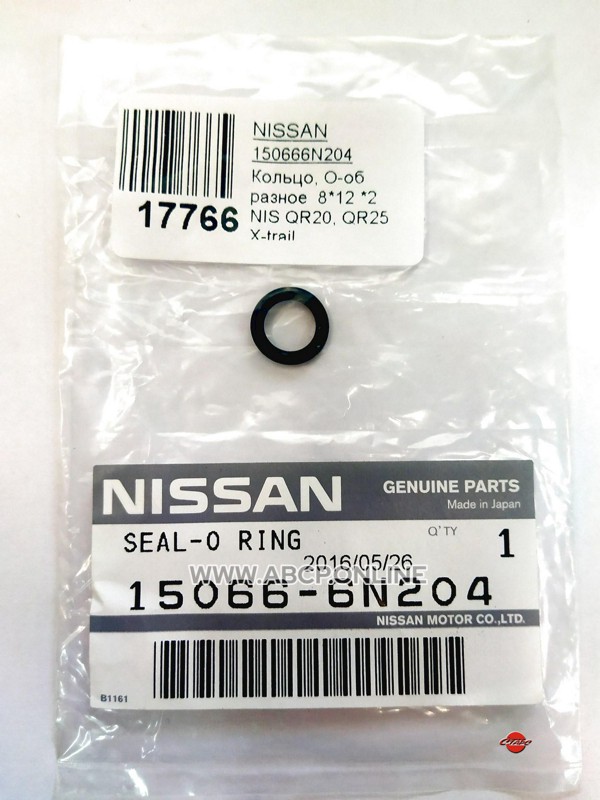 NISSAN
150666N204
Кольцо, О-об
разное 8*12 *2
NIS QR20, QR25
X-trail
17766
NISSAN
GENUINE PARTS
Made in Japan
SEAL-O RING
Q'TY
1
2016/05/26
WWW.ABCPONLINE
15066-6N204
NISSAN MOTOR CO.,LTD.
B1161